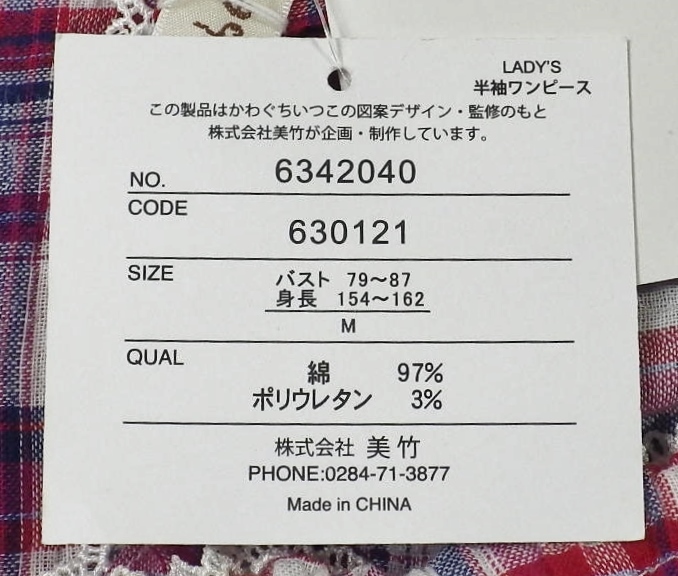 LADY'S
半袖ワンピース
この製品はかわぐちいつこの図案デザイン・監修のもと
株式会社美竹が企画・制作しています。
NO. 6342040
CODE 630121
SIZE バスト 79～87
身長 154～162
M
QUAL 綿 97%
ポリウレタン 3%
株式会社 美竹
PHONE:0284-71-3877
Made in CHINA